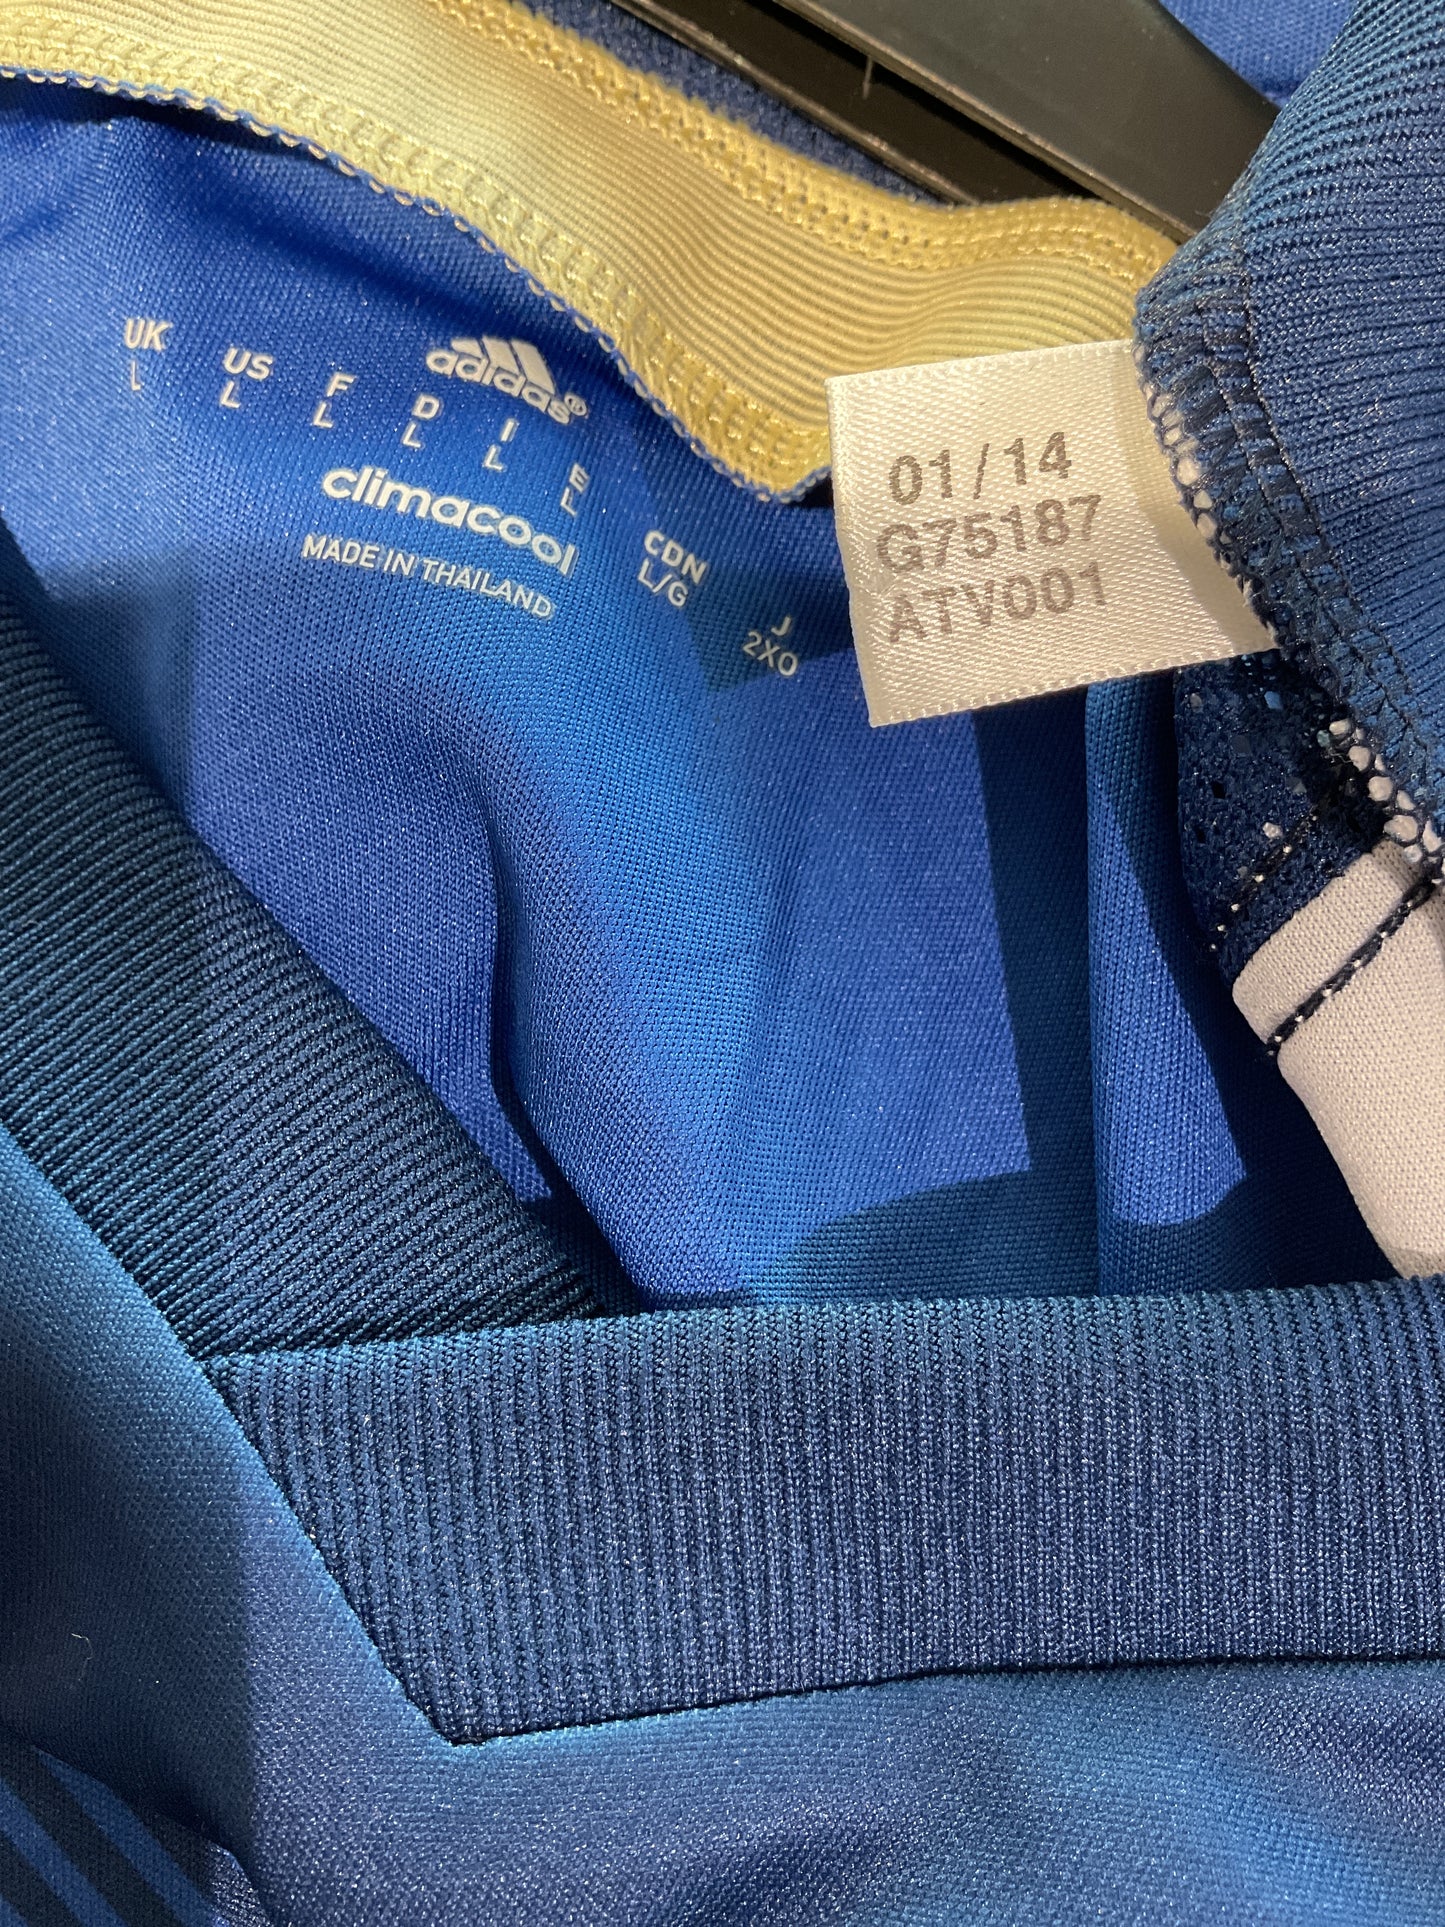 adidas®
UK
L
US
L
F
L
D
L
I
L
E
L
CDN
L/G
J
2XO
climacool
MADE IN THAILAND
01/14
G75187
ATV001